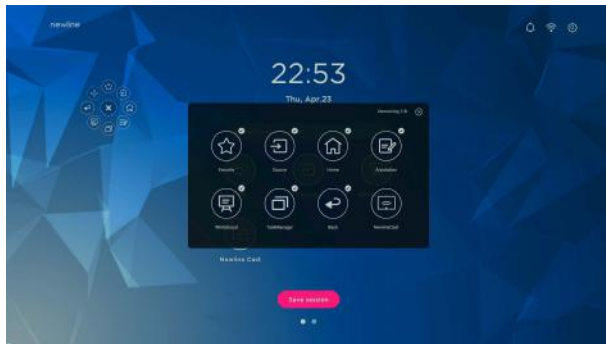 newline
22:53
Thu, Apr.23
Favorite
Source
Home
Annotation
Whiteboard
TaskManager
Back
NewlineCast
Newline Cast
Save session